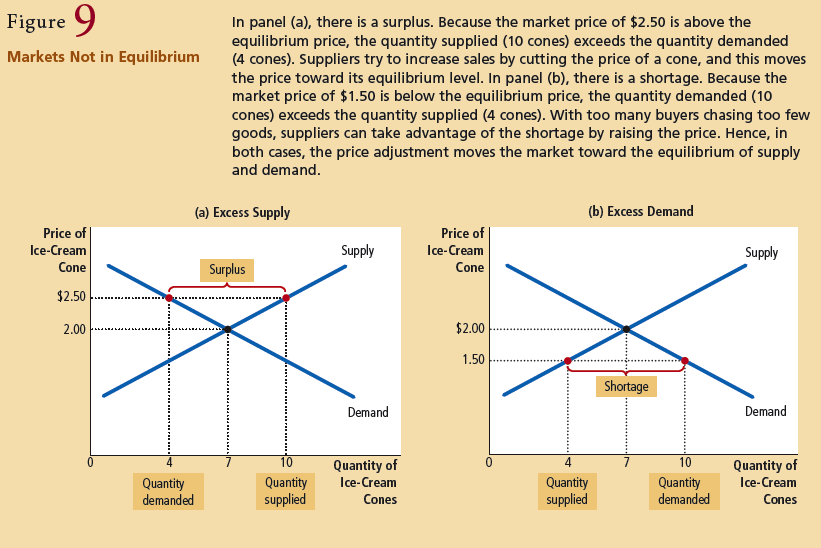 Figure 9
Markets Not in Equilibrium
In panel (a), there is a surplus. Because the market price of $2.50 is above the
equilibrium price, the quantity supplied (10 cones) exceeds the quantity demanded
(4 cones). Suppliers try to increase sales by cutting the price of a cone, and this moves
the price toward its equilibrium level. In panel (b), there is a shortage. Because the
market price of $1.50 is below the equilibrium price, the quantity demanded (10
cones) exceeds the quantity supplied (4 cones). With too many buyers chasing too few
goods, suppliers can take advantage of the shortage by raising the price. Hence, in
both cases, the price adjustment moves the market toward the equilibrium of supply
and demand.
(a) Excess Supply
Price of
Ice-Cream
Cone
Supply
Surplus
$2.50
2.00
Demand
0
4
7
10
Quantity of
Ice-Cream
Cones
Quantity
demanded
Quantity
supplied
(b) Excess Demand
Price of
Ice-Cream
Cone
Supply
$2.00
1.50
Shortage
Demand
0
4
7
10
Quantity of
Ice-Cream
Cones
Quantity
supplied
Quantity
demanded